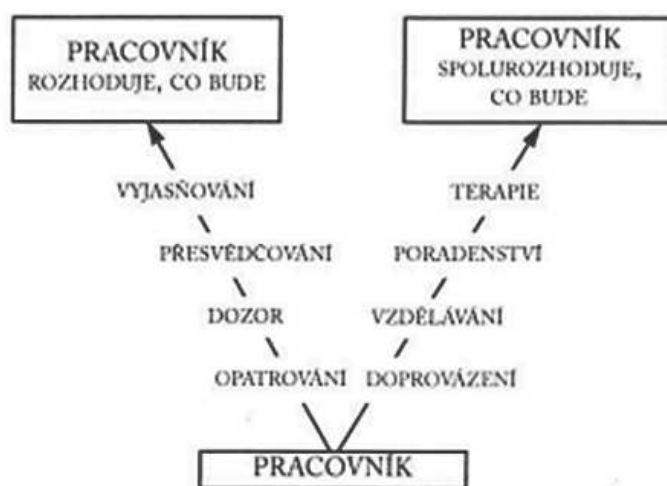 PRACOVNÍK
ROZHODUJE, CO BUDE
PRACOVNÍK
SPOLUROZHODUJE,
CO BUDE
VYJASŇOVÁNÍ
TERAPIE
PŘESVĚDČOVÁNÍ
PORADENSTVÍ
DOZOR
VZDĚLÁVÁNÍ
OPATROVÁNÍ
DOPROVÁZENÍ
PRACOVNÍK